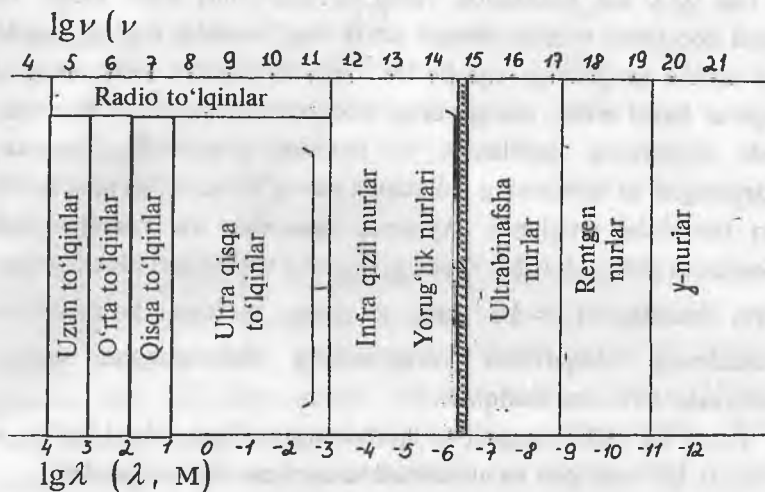 lg ν (ν
4 5 6 7 8 9 10 11 12 13 14 15 16 17 18 19 20 21
Radio to‘lqinlar
Uzun to‘lqinlar
O‘rta to‘lqinlar
Qisqa to‘lqinlar
Ultra qisqa
to‘lqinlar
Infra qizil nurlar
Yorug‘lik nurlari
Ultrabinafsha
nurlar
Rentgen
nurlar
γ-nurlar
4 3 2 1 0 -1 -2 -3 -4 -5 -6 -7 -8 -9 -10 -11 -12
lg λ (λ, M)